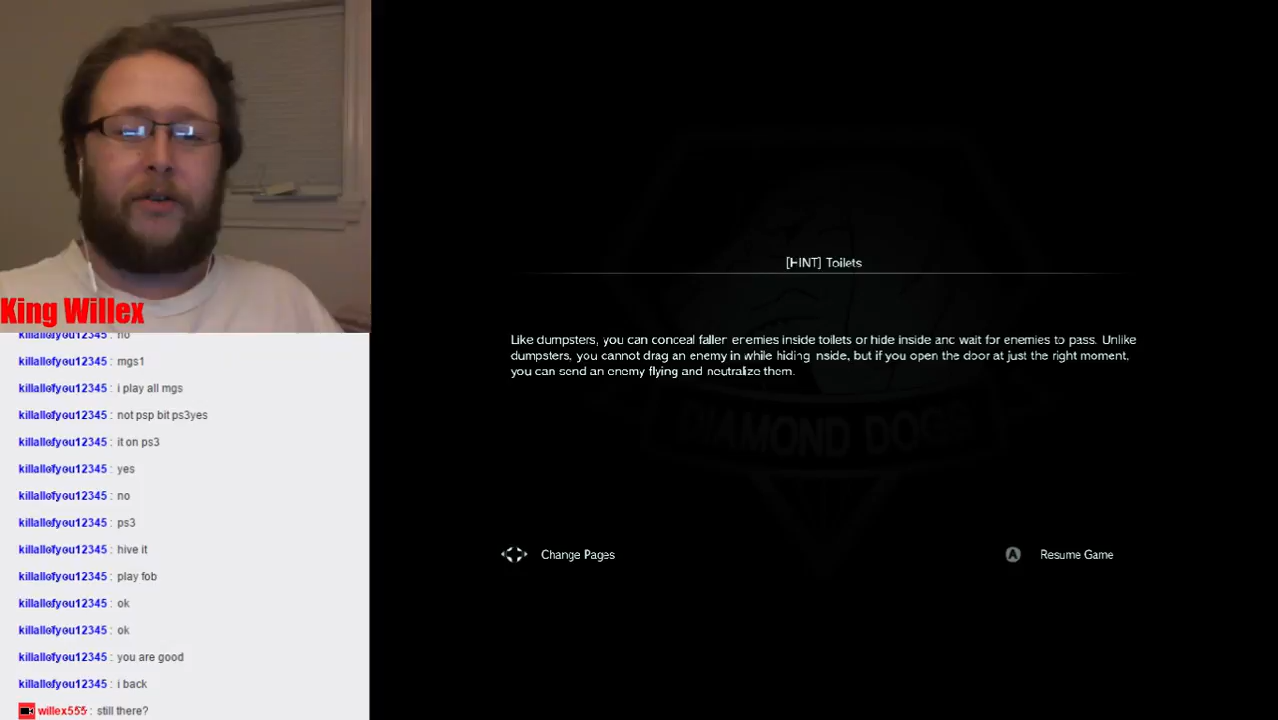 King Willex
killallofyou12345 : no
killallofyou12345 : mgs1
killallofyou12345 : i play all mgs
killallofyou12345 : not psp bit ps3yes
killallofyou12345 : it on ps3
killallofyou12345 : yes
killallofyou12345 : no
killallofyou12345 : ps3
killallofyou12345 : hive it
killallofyou12345 : play fob
killallofyou12345 : ok
killallofyou12345 : ok
killallofyou12345 : you are good
killallofyou12345 : i back
willex555 : still there?
[HINT] Toilets
Like dumpsters, you can conceal fallen enemies inside toilets or hide inside and wait for enemies to pass. Unlike
dumpsters, you cannot drag an enemy in while hiding inside, but if you open the door at just the right moment,
you can send an enemy flying and neutralize them.
DIAMOND DOGS
Change Pages
A Resume Game